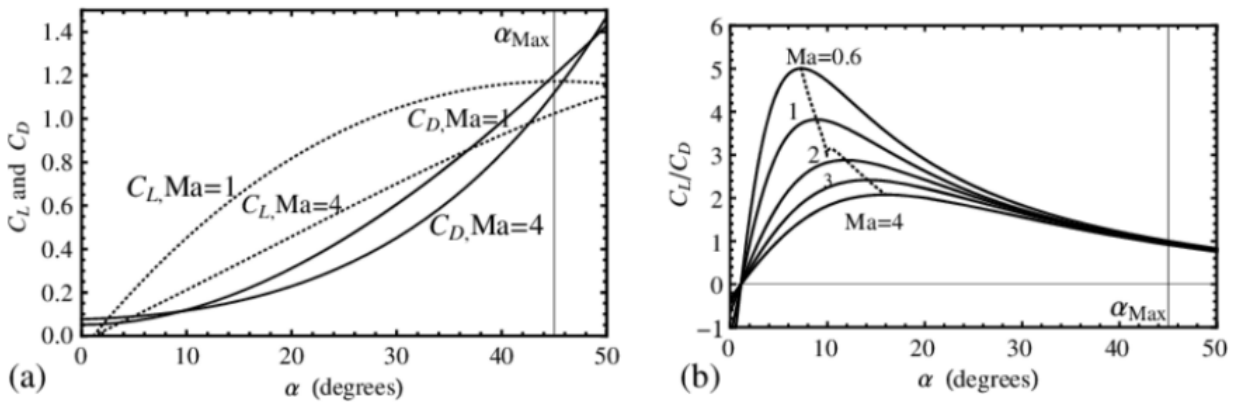 1.4
1.2
1.0
0.8
0.6
0.4
0.2
0.0
C_L and C_D
α_Max
C_D,Ma=1
C_L,Ma=1
C_L,Ma=4
C_D,Ma=4
0 10 20 30 40 50
(a)
α (degrees)
6
5
4
3
2
1
0
−1
C_L/C_D
Ma=0.6
1
2
3
Ma=4
α_Max
0 10 20 30 40 50
(b)
α (degrees)